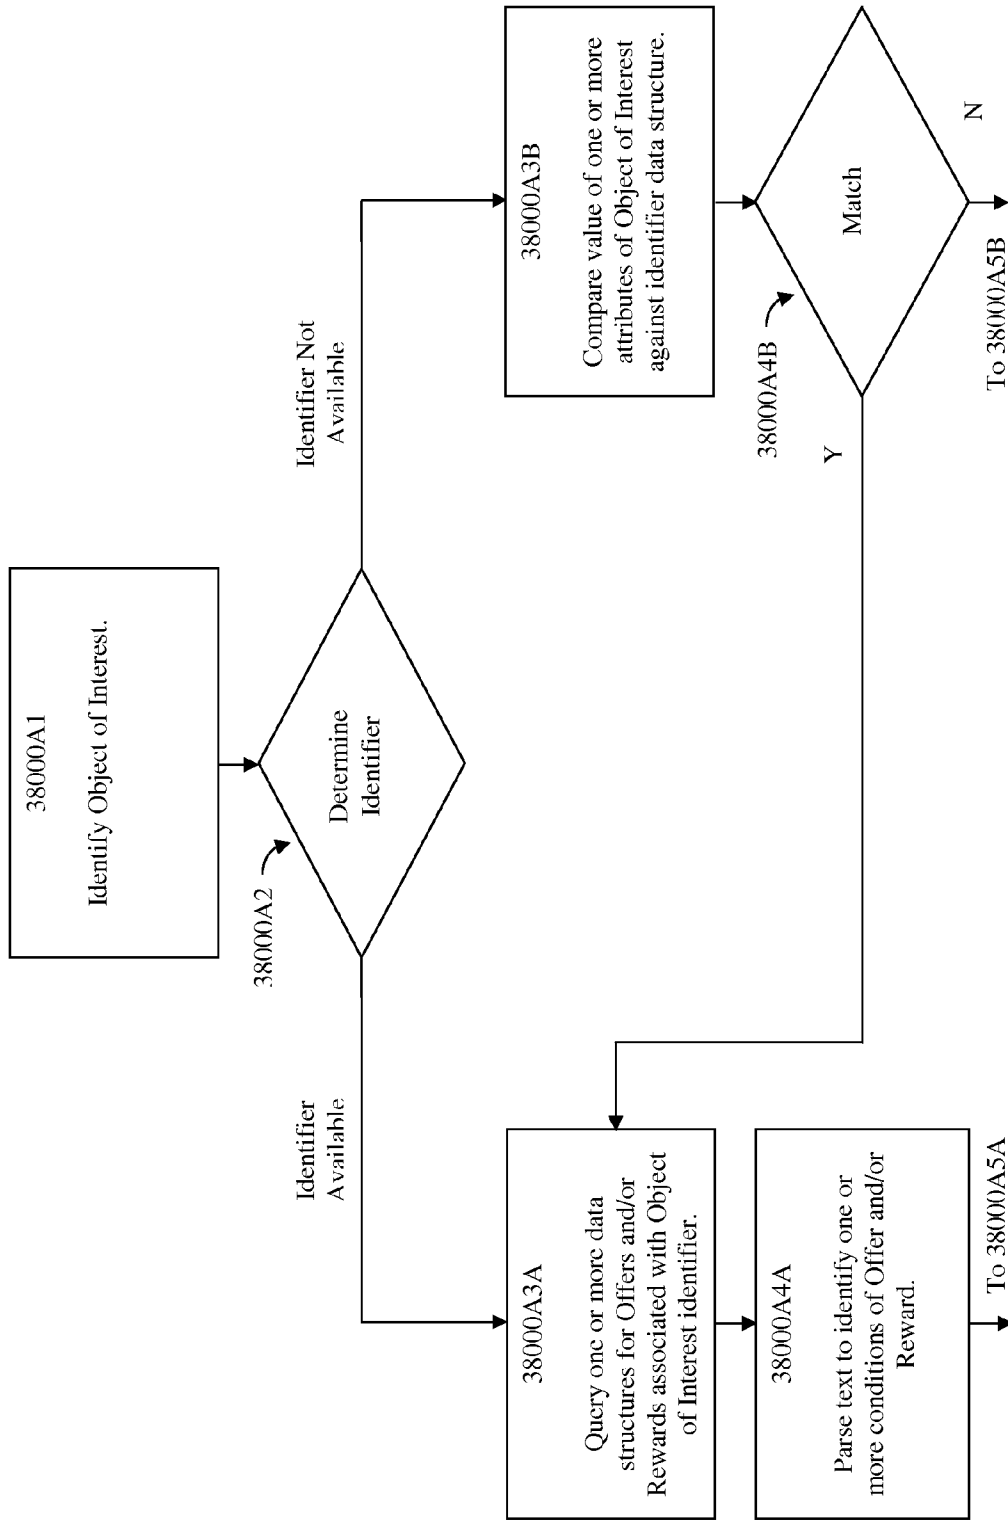 38000A1
Identify Object of Interest.
38000A2
Determine
Identifier
Identifier
Available
Identifier Not
Available
38000A3A
Query one or more data
structures for Offers and/or
Rewards associated with Object
of Interest identifier.
38000A3B
Compare value of one or more
attributes of Object of Interest
against identifier data structure.
38000A4A
Parse text to identify one or
more conditions of Offer and/or
Reward.
38000A4B
Match
Y
N
To 38000A5A
To 38000A5B